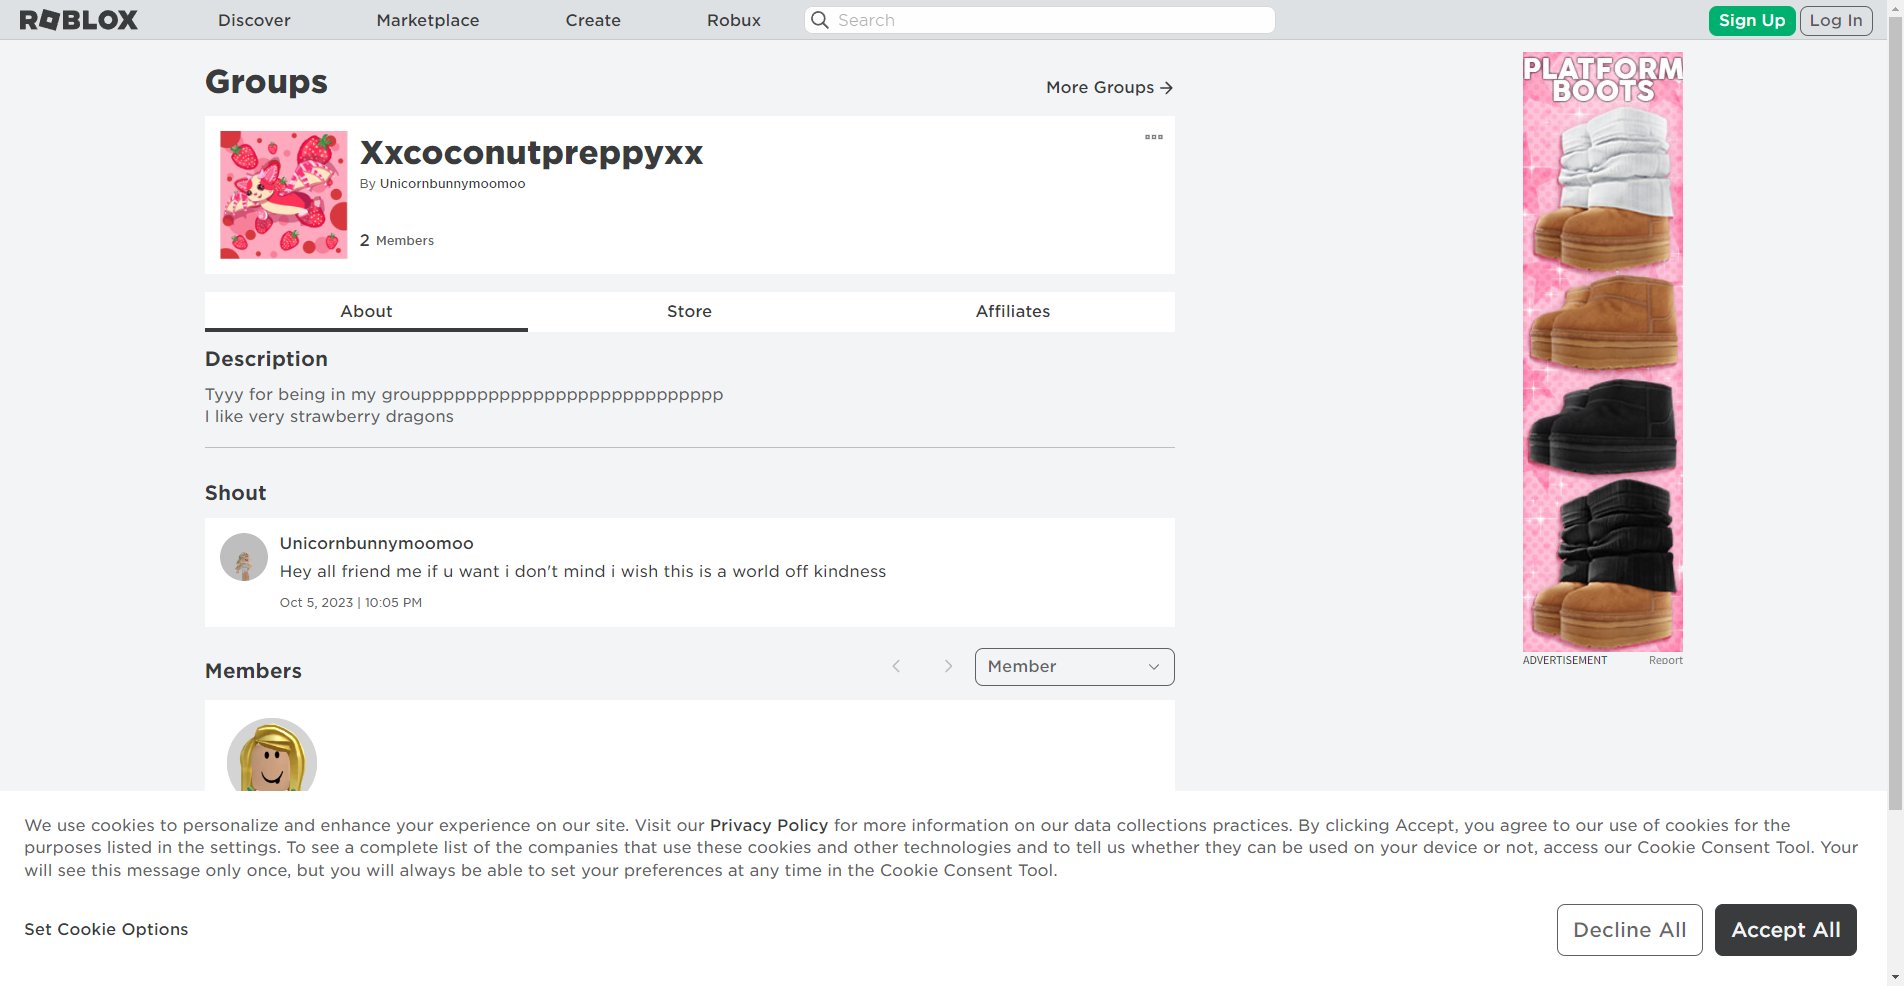 ROBLOX
Discover
Marketplace
Create
Robux
Search
Sign Up
Log In
Groups
More Groups
Xxcoconutpreppyxx
By Unicornbunnymoomoo
2 Members
About
Store
Affiliates
Description
Tyyy for being in my grouppppppppppppppppppppppppppp
I like very strawberry dragons
Shout
Unicornbunnymoomoo
Hey all friend me if u want i don't mind i wish this is a world off kindness
Oct 5, 2023 | 10:05 PM
Members
Member
PLATFORM
BOOTS
ADVERTISEMENT
Report
We use cookies to personalize and enhance your experience on our site. Visit our Privacy Policy for more information on our data collections practices. By clicking Accept, you agree to our use of cookies for the
purposes listed in the settings. To see a complete list of the companies that use these cookies and other technologies and to tell us whether they can be used on your device or not, access our Cookie Consent Tool. Your
will see this message only once, but you will always be able to set your preferences at any time in the Cookie Consent Tool.
Set Cookie Options
Decline All
Accept All